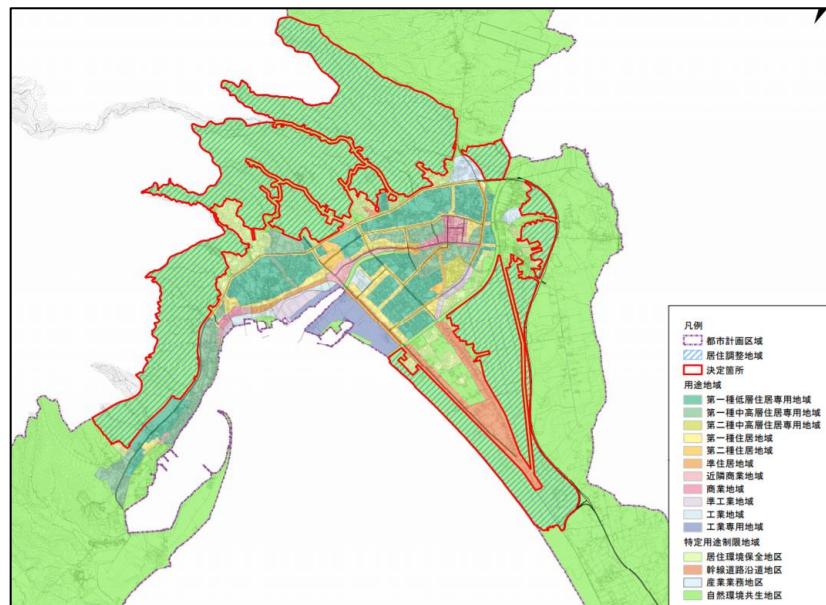 凡例
都市計画区域
居住調整地域
決定箇所
用途地域
第一種低層住居専用地域
第一種中高層住居専用地域
第二種中高層住居専用地域
第一種住居地域
第二種住居地域
準住居地域
近隣商業地域
商業地域
準工業地域
工業地域
工業専用地域
特定用途制限地域
居住環境保全地区
幹線道路沿道地区
産業業務地区
自然環境共生地区